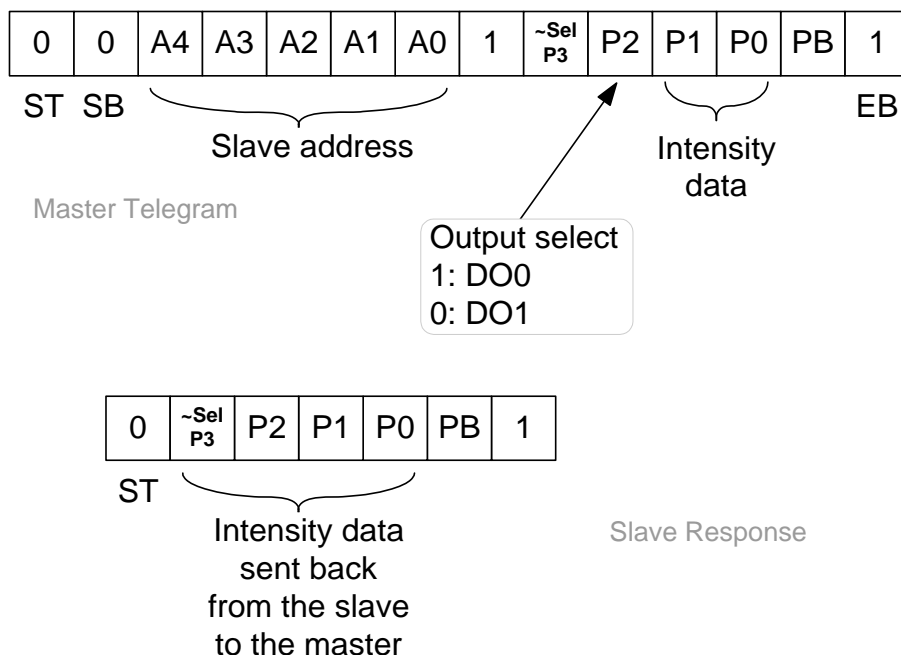 0 0 A4 A3 A2 A1 A0 1 ~Sel P3 P2 P1 P0 PB 1
ST SB EB
Slave address
Intensity
data
Master Telegram
Output select
1: DO0
0: DO1
0 ~Sel P3 P2 P1 P0 PB 1
ST
Intensity data
sent back
from the slave
to the master
Slave Response